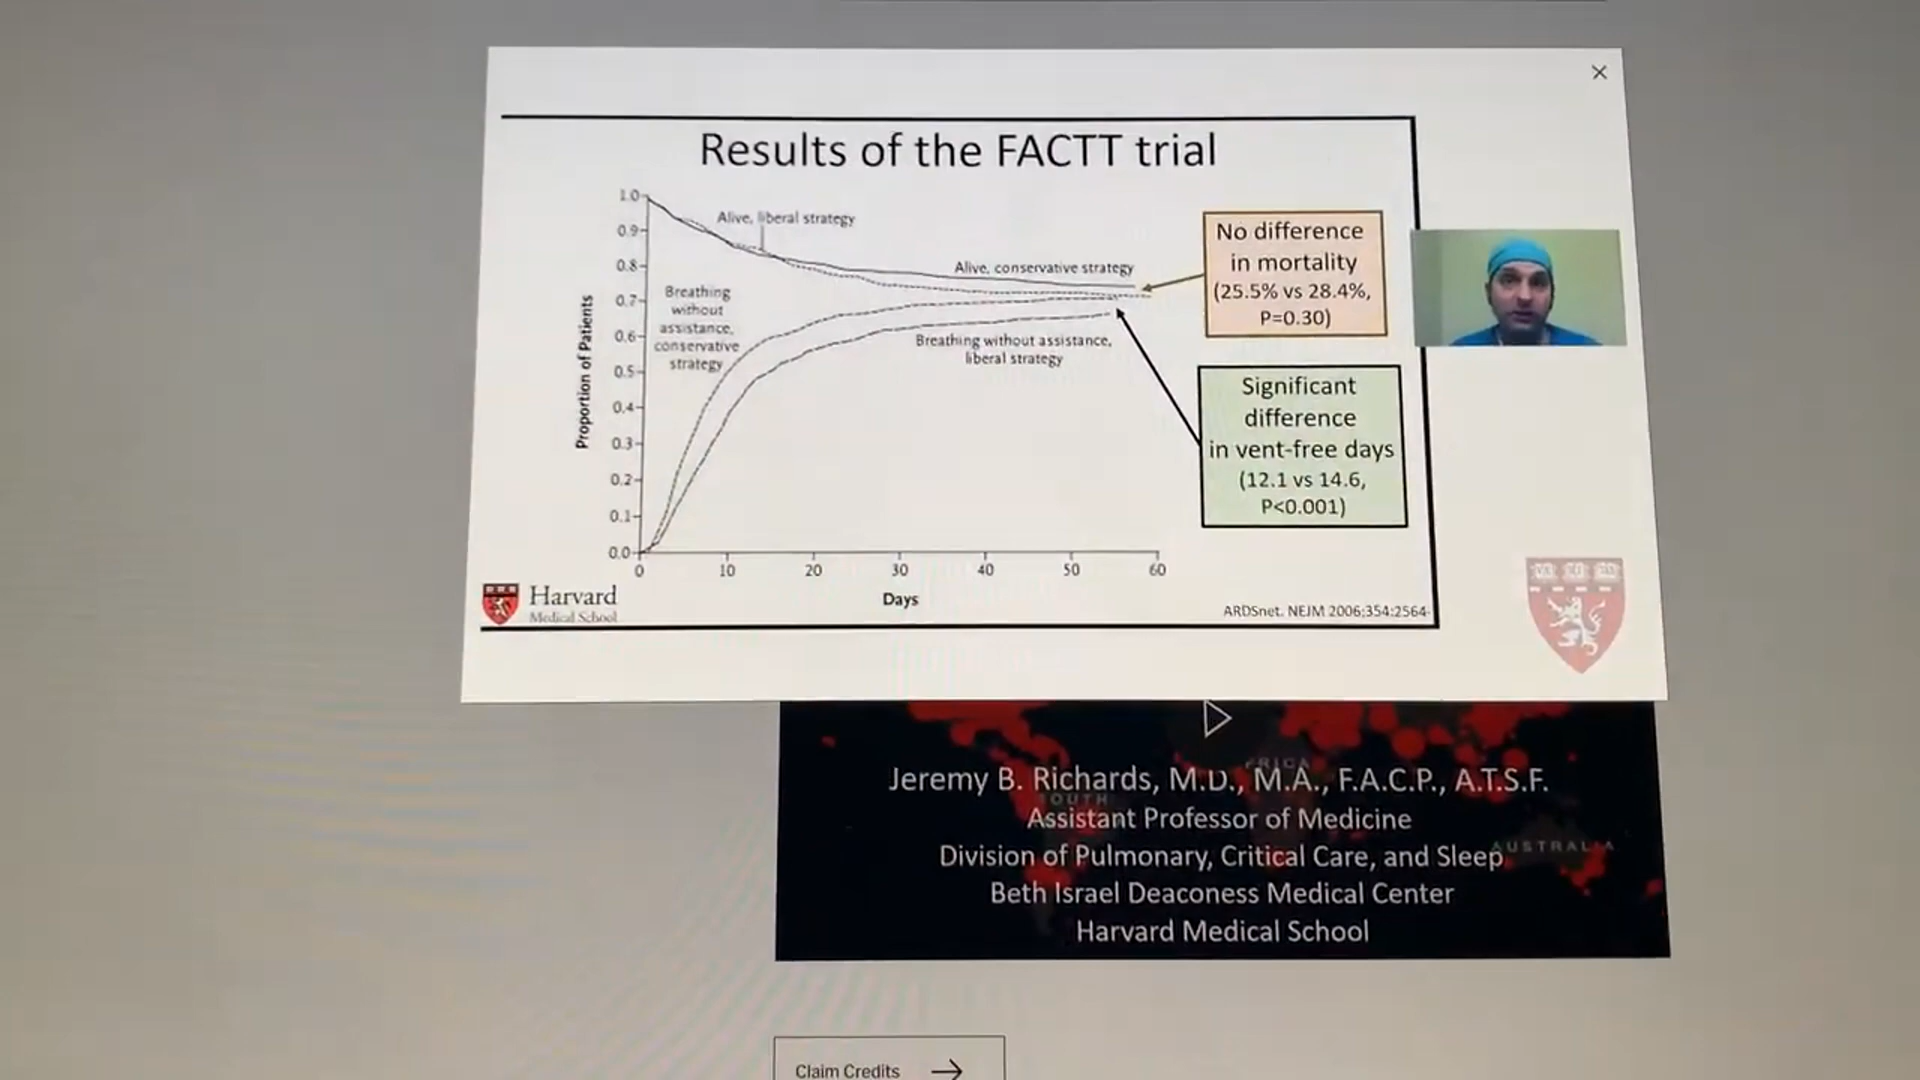 Results of the FACTT trial
1.0
0.9
0.8
0.7
0.6
0.5
0.4
0.3
0.2
0.1
0.0
Proportion of Patients
Alive, liberal strategy
Alive, conservative strategy
Breathing
without
assistance,
conservative
strategy
Breathing without assistance,
liberal strategy
0 10 20 30 40 50 60
Days
No difference
in mortality
(25.5% vs 28.4%,
P=0.30)
Significant
difference
in vent-free days
(12.1 vs 14.6,
P<0.001)
Harvard
Medical School
ARDSnet. NEJM 2006;354:2564-
Jeremy B. Richards, M.D., M.A., F.A.C.P., A.T.S.F.
Assistant Professor of Medicine
Division of Pulmonary, Critical Care, and Sleep
Beth Israel Deaconess Medical Center
Harvard Medical School
SOUTH
AUSTRALIA
Claim Credits